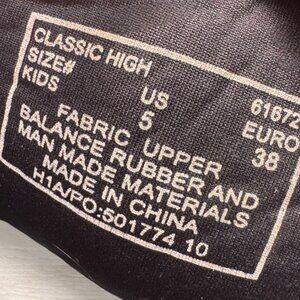 CLASSIC HIGH 61672
SIZE# US EURO
KIDS 5 38
FABRIC UPPER
BALANCE RUBBER AND
MAN MADE MATERIALS
MADE IN CHINA
H1A/PO:501774 10